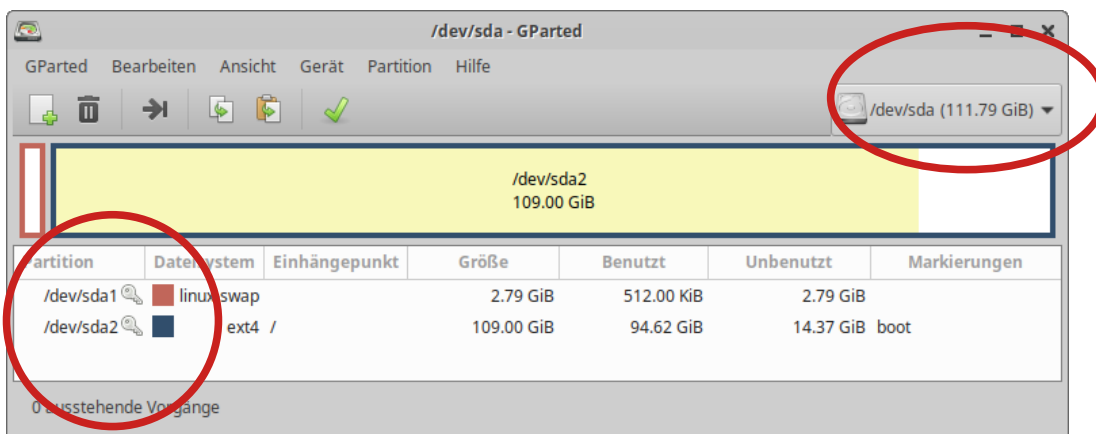 /dev/sda - GParted
GParted Bearbeiten Ansicht Gerät Partition Hilfe
/dev/sda (111.79 GiB)
/dev/sda2
109.00 GiB
Partition Dateisystem Einhängepunkt Größe Benutzt Unbenutzt Markierungen
/dev/sda1 linux-swap 2.79 GiB 512.00 KiB 2.79 GiB
/dev/sda2 ext4 / 109.00 GiB 94.62 GiB 14.37 GiB boot
0 ausstehende Vorgänge